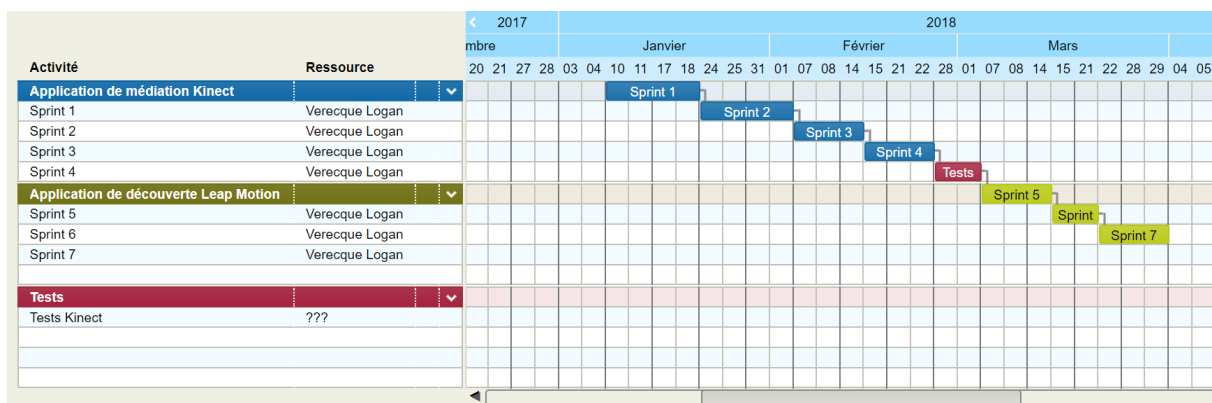 2017 2018
mbre Janvier Février Mars
Activité Ressource 20 21 27 28 03 04 10 11 17 18 24 25 31 01 07 08 14 15 21 22 28 01 07 08 14 15 21 22 28 29 04 05
Application de médiation Kinect Sprint 1
Sprint 1 Verecque Logan Sprint 2
Sprint 2 Verecque Logan Sprint 3
Sprint 3 Verecque Logan Sprint 4
Sprint 4 Verecque Logan Tests
Application de découverte Leap Motion Sprint 5
Sprint 5 Verecque Logan Sprint
Sprint 6 Verecque Logan Sprint 7
Sprint 7 Verecque Logan
Tests
Tests Kinect ???